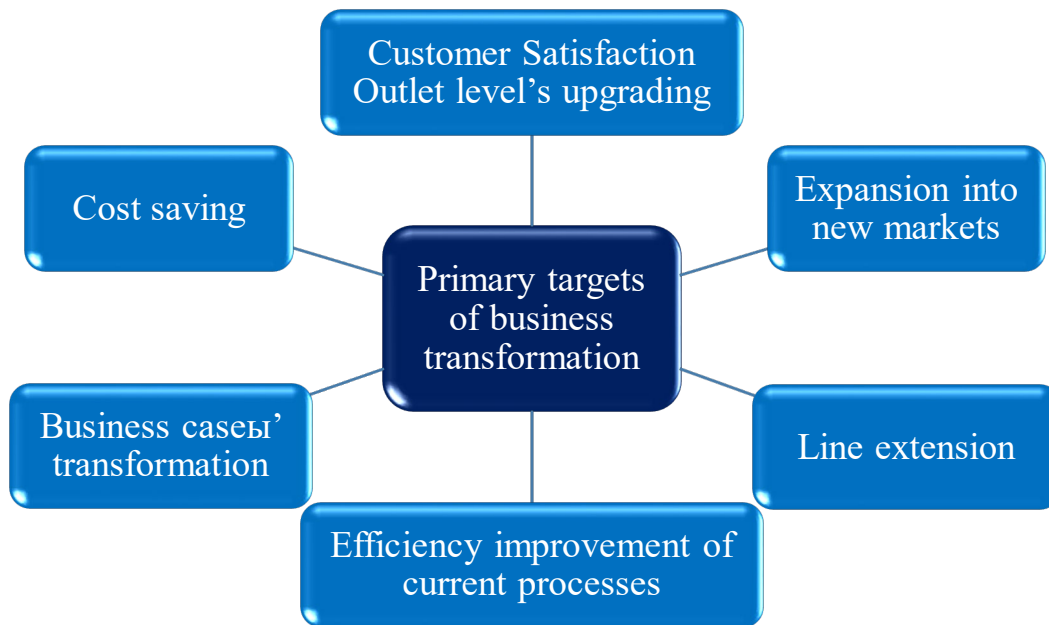 Customer Satisfaction
Outlet level’s upgrading
Cost saving
Expansion into
new markets
Primary targets
of business
transformation
Business caseы’
transformation
Line extension
Efficiency improvement of
current processes